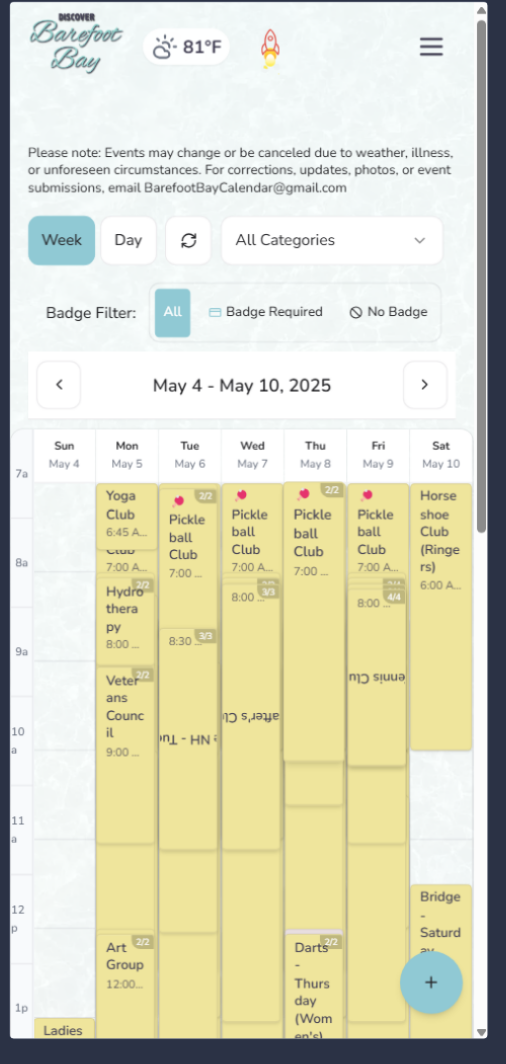 DISCOVER
Barefoot
Bay
81°F
Please note: Events may change or be canceled due to weather, illness,
or unforeseen circumstances. For corrections, updates, photos, or event
submissions, email BarefootBayCalendar@gmail.com
Week
Day
All Categories
Badge Filter:
All
Badge Required
No Badge
May 4 - May 10, 2025
Sun
May 4
Mon
May 5
Tue
May 6
Wed
May 7
Thu
May 8
Fri
May 9
Sat
May 10
7a
8a
9a
10
a
11
a
12
p
1p
Ladies
Yoga
Club
6:45 A...
Club
7:00 A...
2/2
Hydro
thera
py
8:00 ...
2/2
Veter
ans
Counc
il
9:00 ...
2/2
Art
Group
12:00...
2/2
Pickle
ball
Club
7:00 ...
3/3
8:30 ...
e NH - Tu
Pickle
ball
Club
7:00 A...
3/3
8:00 ...
after's Cl
2/2
Pickle
ball
Club
7:00 ...
2/2
Darts
-
Thurs
day
(Wom
en's)
Pickle
ball
Club
7:00 A...
4/4
8:00 ...
ennis Clu
Horse
shoe
Club
(Ringe
rs)
6:00 A...
Bridge
-
Saturd
ay
+